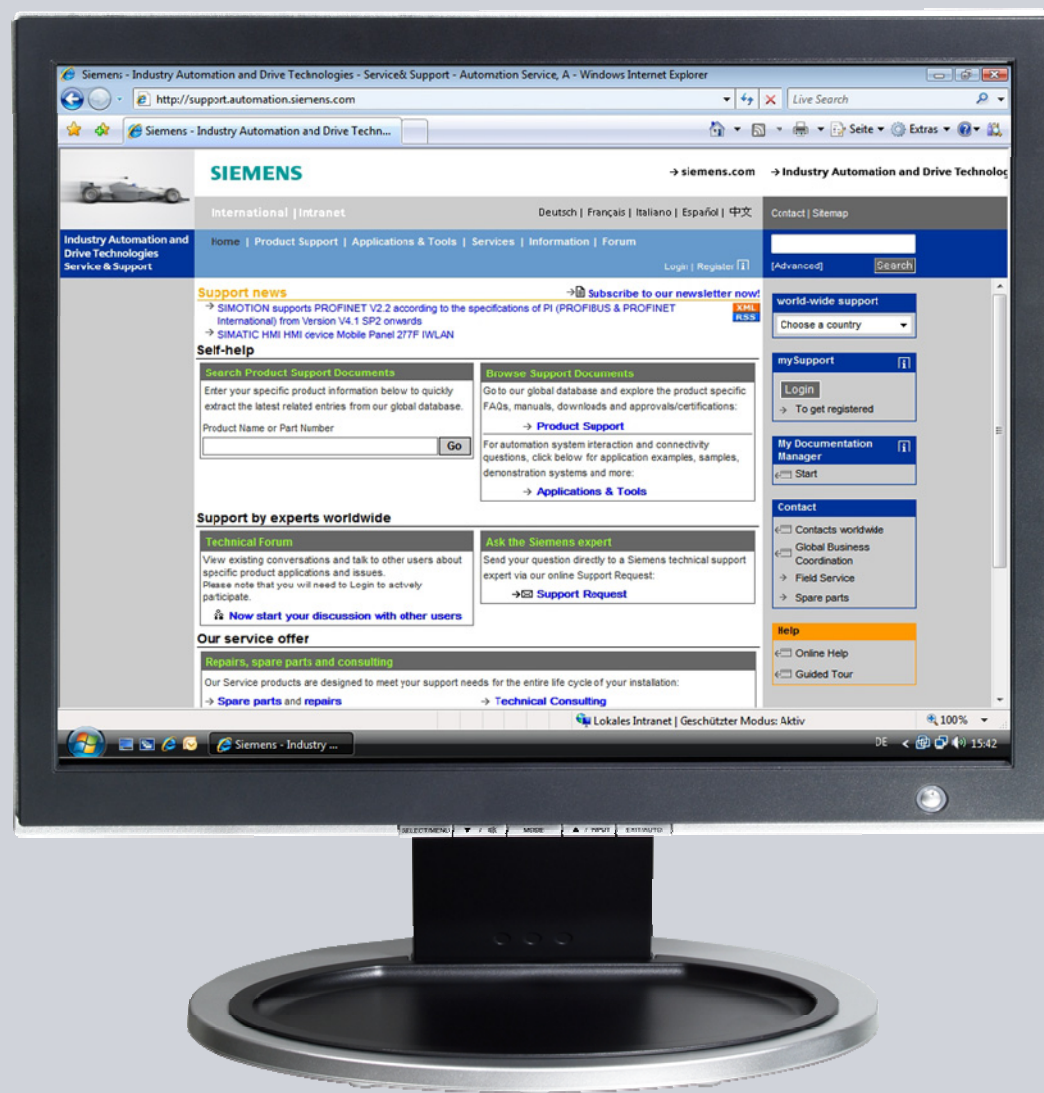 Siemens - Industry Automation and Drive Technologies - Service& Support - Automation Service, A - Windows Internet Explorer
http://support.automation.siemens.com
Live Search
Siemens - Industry Automation and Drive Techn...
Seite
Extras
SIEMENS
→ siemens.com → Industry Automation and Drive Technolog
International | Intranet
Deutsch | Français | Italiano | Español | 中文
Contact | Sitemap
Industry Automation and
Drive Technologies
Service & Support
Home | Product Support | Applications & Tools | Services | Information | Forum
Login | Register
[Advanced] Search
Support news
→ Subscribe to our newsletter now!
→ SIMOTION supports PROFINET V2.2 according to the specifications of PI (PROFIBUS & PROFINET
International) from Version V4.1 SP2 onwards
XML
RSS
→ SIMATIC HMI HMI device Mobile Panel 277F IWLAN
Self-help
Search Product Support Documents
Enter your specific product information below to quickly
extract the latest related entries from our global database.
Product Name or Part Number
Go
Browse Support Documents
Go to our global database and explore the product specific
FAQs, manuals, downloads and approvals/certifications:
→ Product Support
For automation system interaction and connectivity
questions, click below for application examples, samples,
demonstration systems and more:
→ Applications & Tools
Support by experts worldwide
Technical Forum
View existing conversations and talk to other users about
specific product applications and issues.
Please note that you will need to Login to actively
participate.
Now start your discussion with other users
Ask the Siemens expert
Send your question directly to a Siemens technical support
expert via our online Support Request:
→ Support Request
Our service offer
Repairs, spare parts and consulting
Our Service products are designed to meet your support needs for the entire life cycle of your installation:
→ Spare parts and repairs
→ Technical Consulting
world-wide support
Choose a country
mySupport
Login
→ To get registered
My Documentation
Manager
Start
Contact
Contacts worldwide
Global Business
Coordination
→ Field Service
→ Spare parts
Help
Online Help
Guided Tour
Lokales Intranet | Geschützter Modus: Aktiv
100%
Siemens - Industry ...
DE
15:42
SELECT/MENU
MODE
EXIT/AUTO